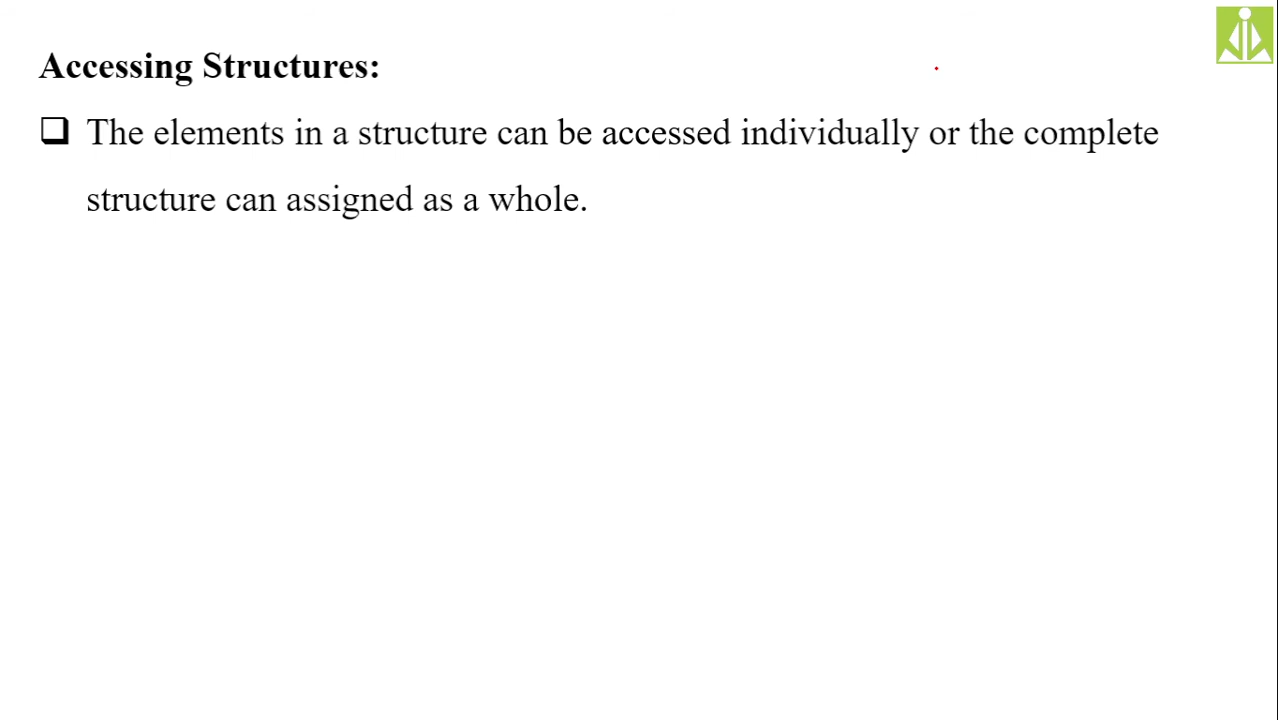 Accessing Structures:
The elements in a structure can be accessed individually or the complete
structure can assigned as a whole.